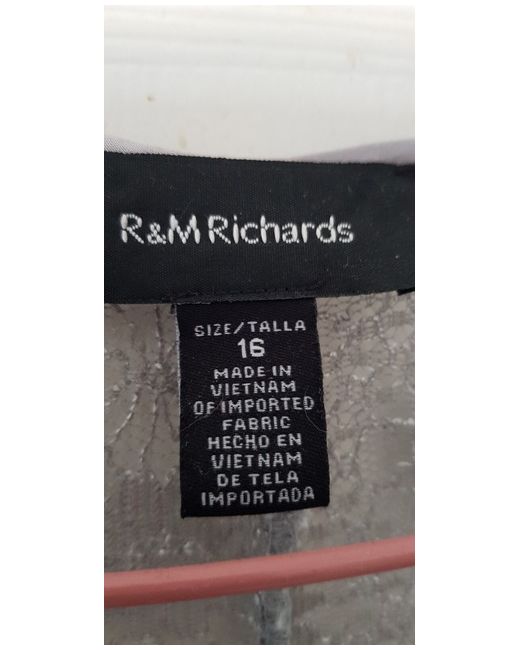 R&M Richards
SIZE/TALLA
16
MADE IN
VIETNAM
OF IMPORTED
FABRIC
HECHO EN
VIETNAM
DE TELA
IMPORTADA